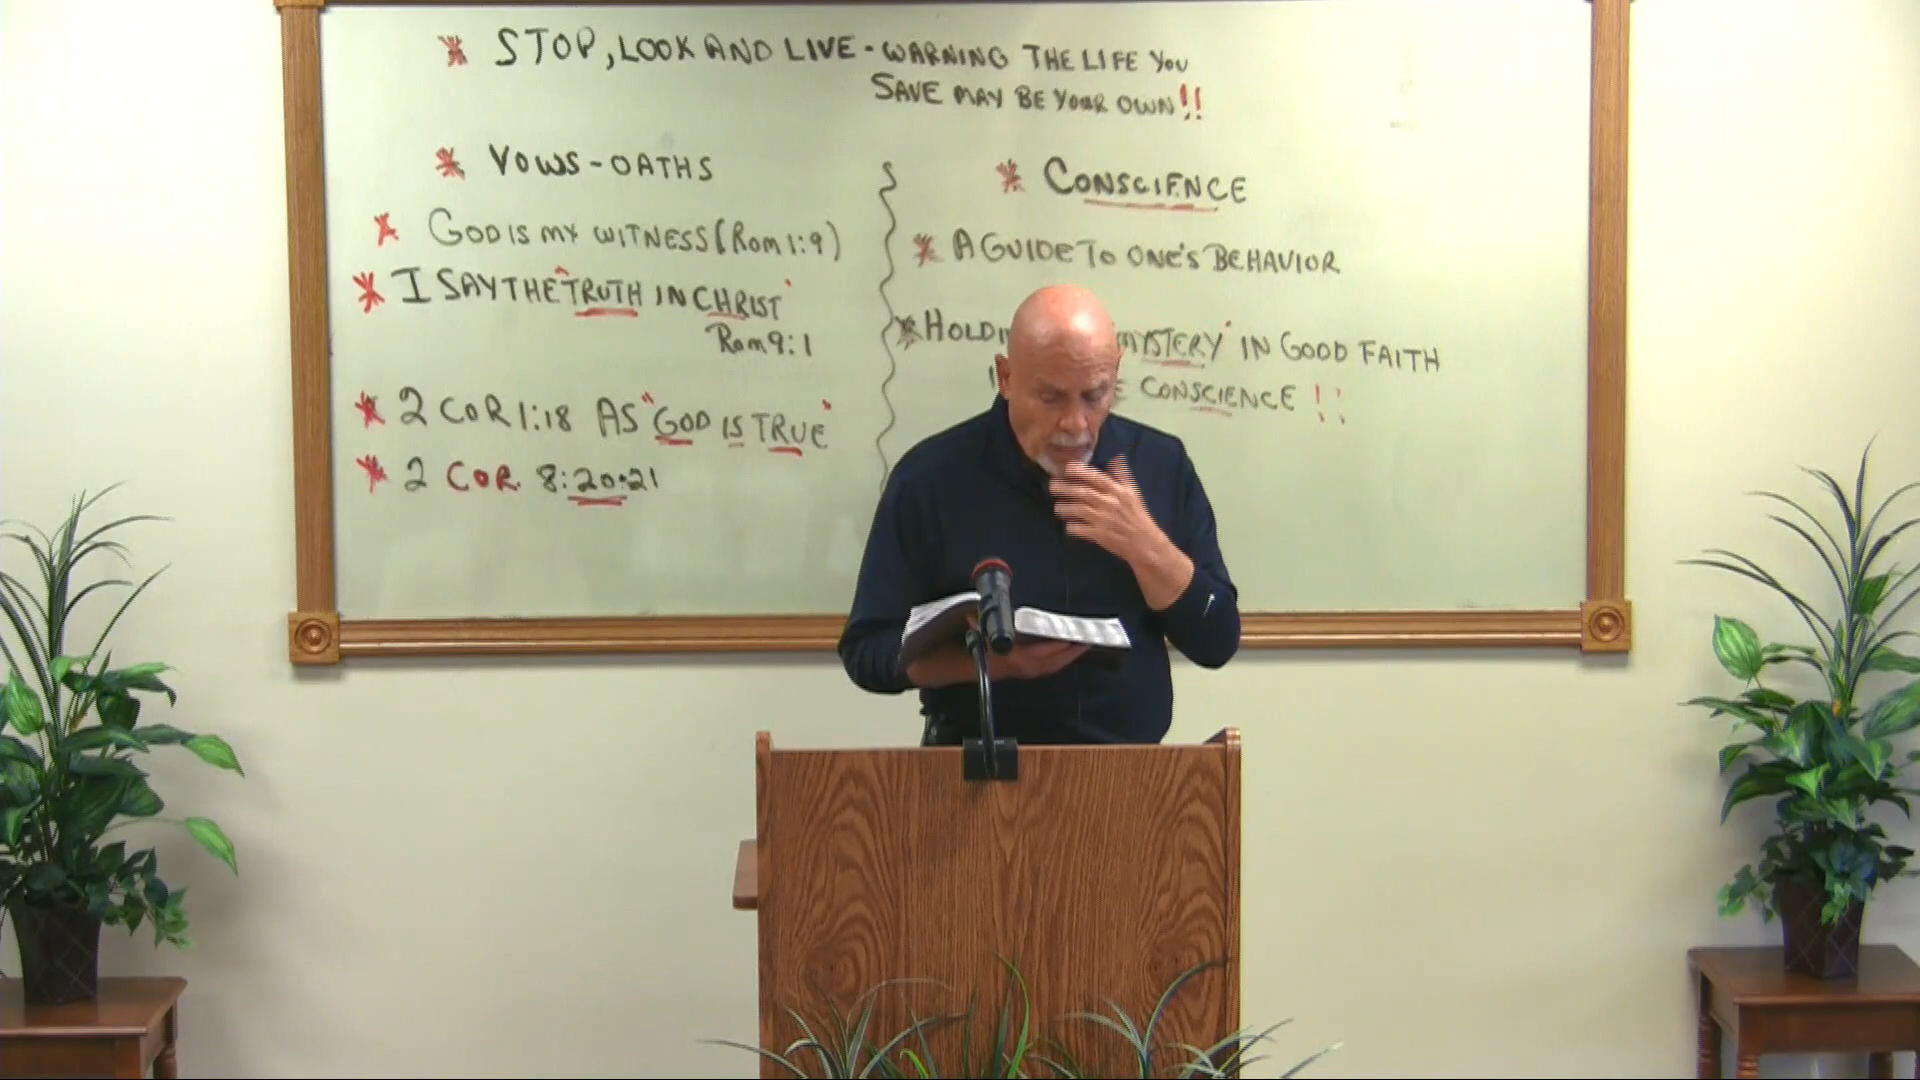 * STOP, LOOK AND LIVE - WARNING THE LIFE YOU
SAVE MAY BE YOUR OWN!!
* VOWS-OATHS
* GOD IS MY WITNESS (Rom 1:9)
* I SAY THE "TRUTH IN CHRIST"
Rom 9:1
* 2 COR 1:18 AS "GOD IS TRUE"
* 2 COR. 8:20-21
* CONSCIENCE
* A GUIDE TO ONE'S BEHAVIOR
MYSTERY" IN GOOD FAITH
CONSCIENCE !!